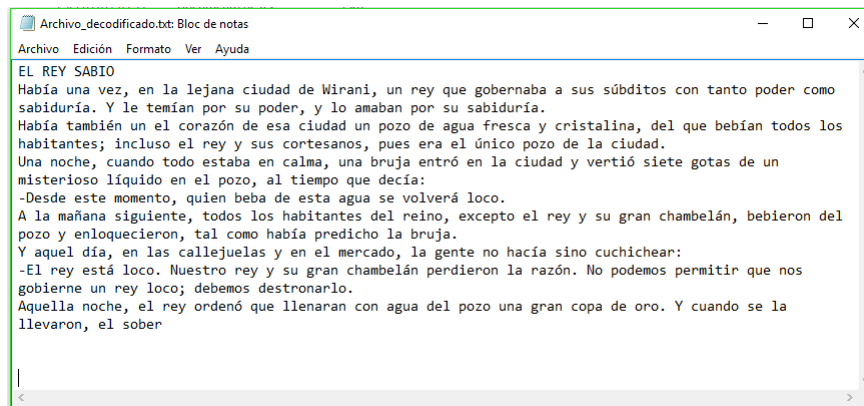 Archivo_decodificado.txt: Bloc de notas
Archivo Edición Formato Ver Ayuda
EL REY SABIO
Había una vez, en la lejana ciudad de Wirani, un rey que gobernaba a sus súbditos con tanto poder como
sabiduría. Y le temían por su poder, y lo amaban por su sabiduría.
Había también un el corazón de esa ciudad un pozo de agua fresca y cristalina, del que bebían todos los
habitantes; incluso el rey y sus cortesanos, pues era el único pozo de la ciudad.
Una noche, cuando todo estaba en calma, una bruja entró en la ciudad y vertió siete gotas de un
misterioso líquido en el pozo, al tiempo que decía:
-Desde este momento, quien beba de esta agua se volverá loco.
A la mañana siguiente, todos los habitantes del reino, excepto el rey y su gran chambelán, bebieron del
pozo y enloquecieron, tal como había predicho la bruja.
Y aquel día, en las callejuelas y en el mercado, la gente no hacía sino cuchichear:
-El rey está loco. Nuestro rey y su gran chambelán perdieron la razón. No podemos permitir que nos
gobierne un rey loco; debemos destronarlo.
Aquella noche, el rey ordenó que llenaran con agua del pozo una gran copa de oro. Y cuando se la
llevaron, el sober